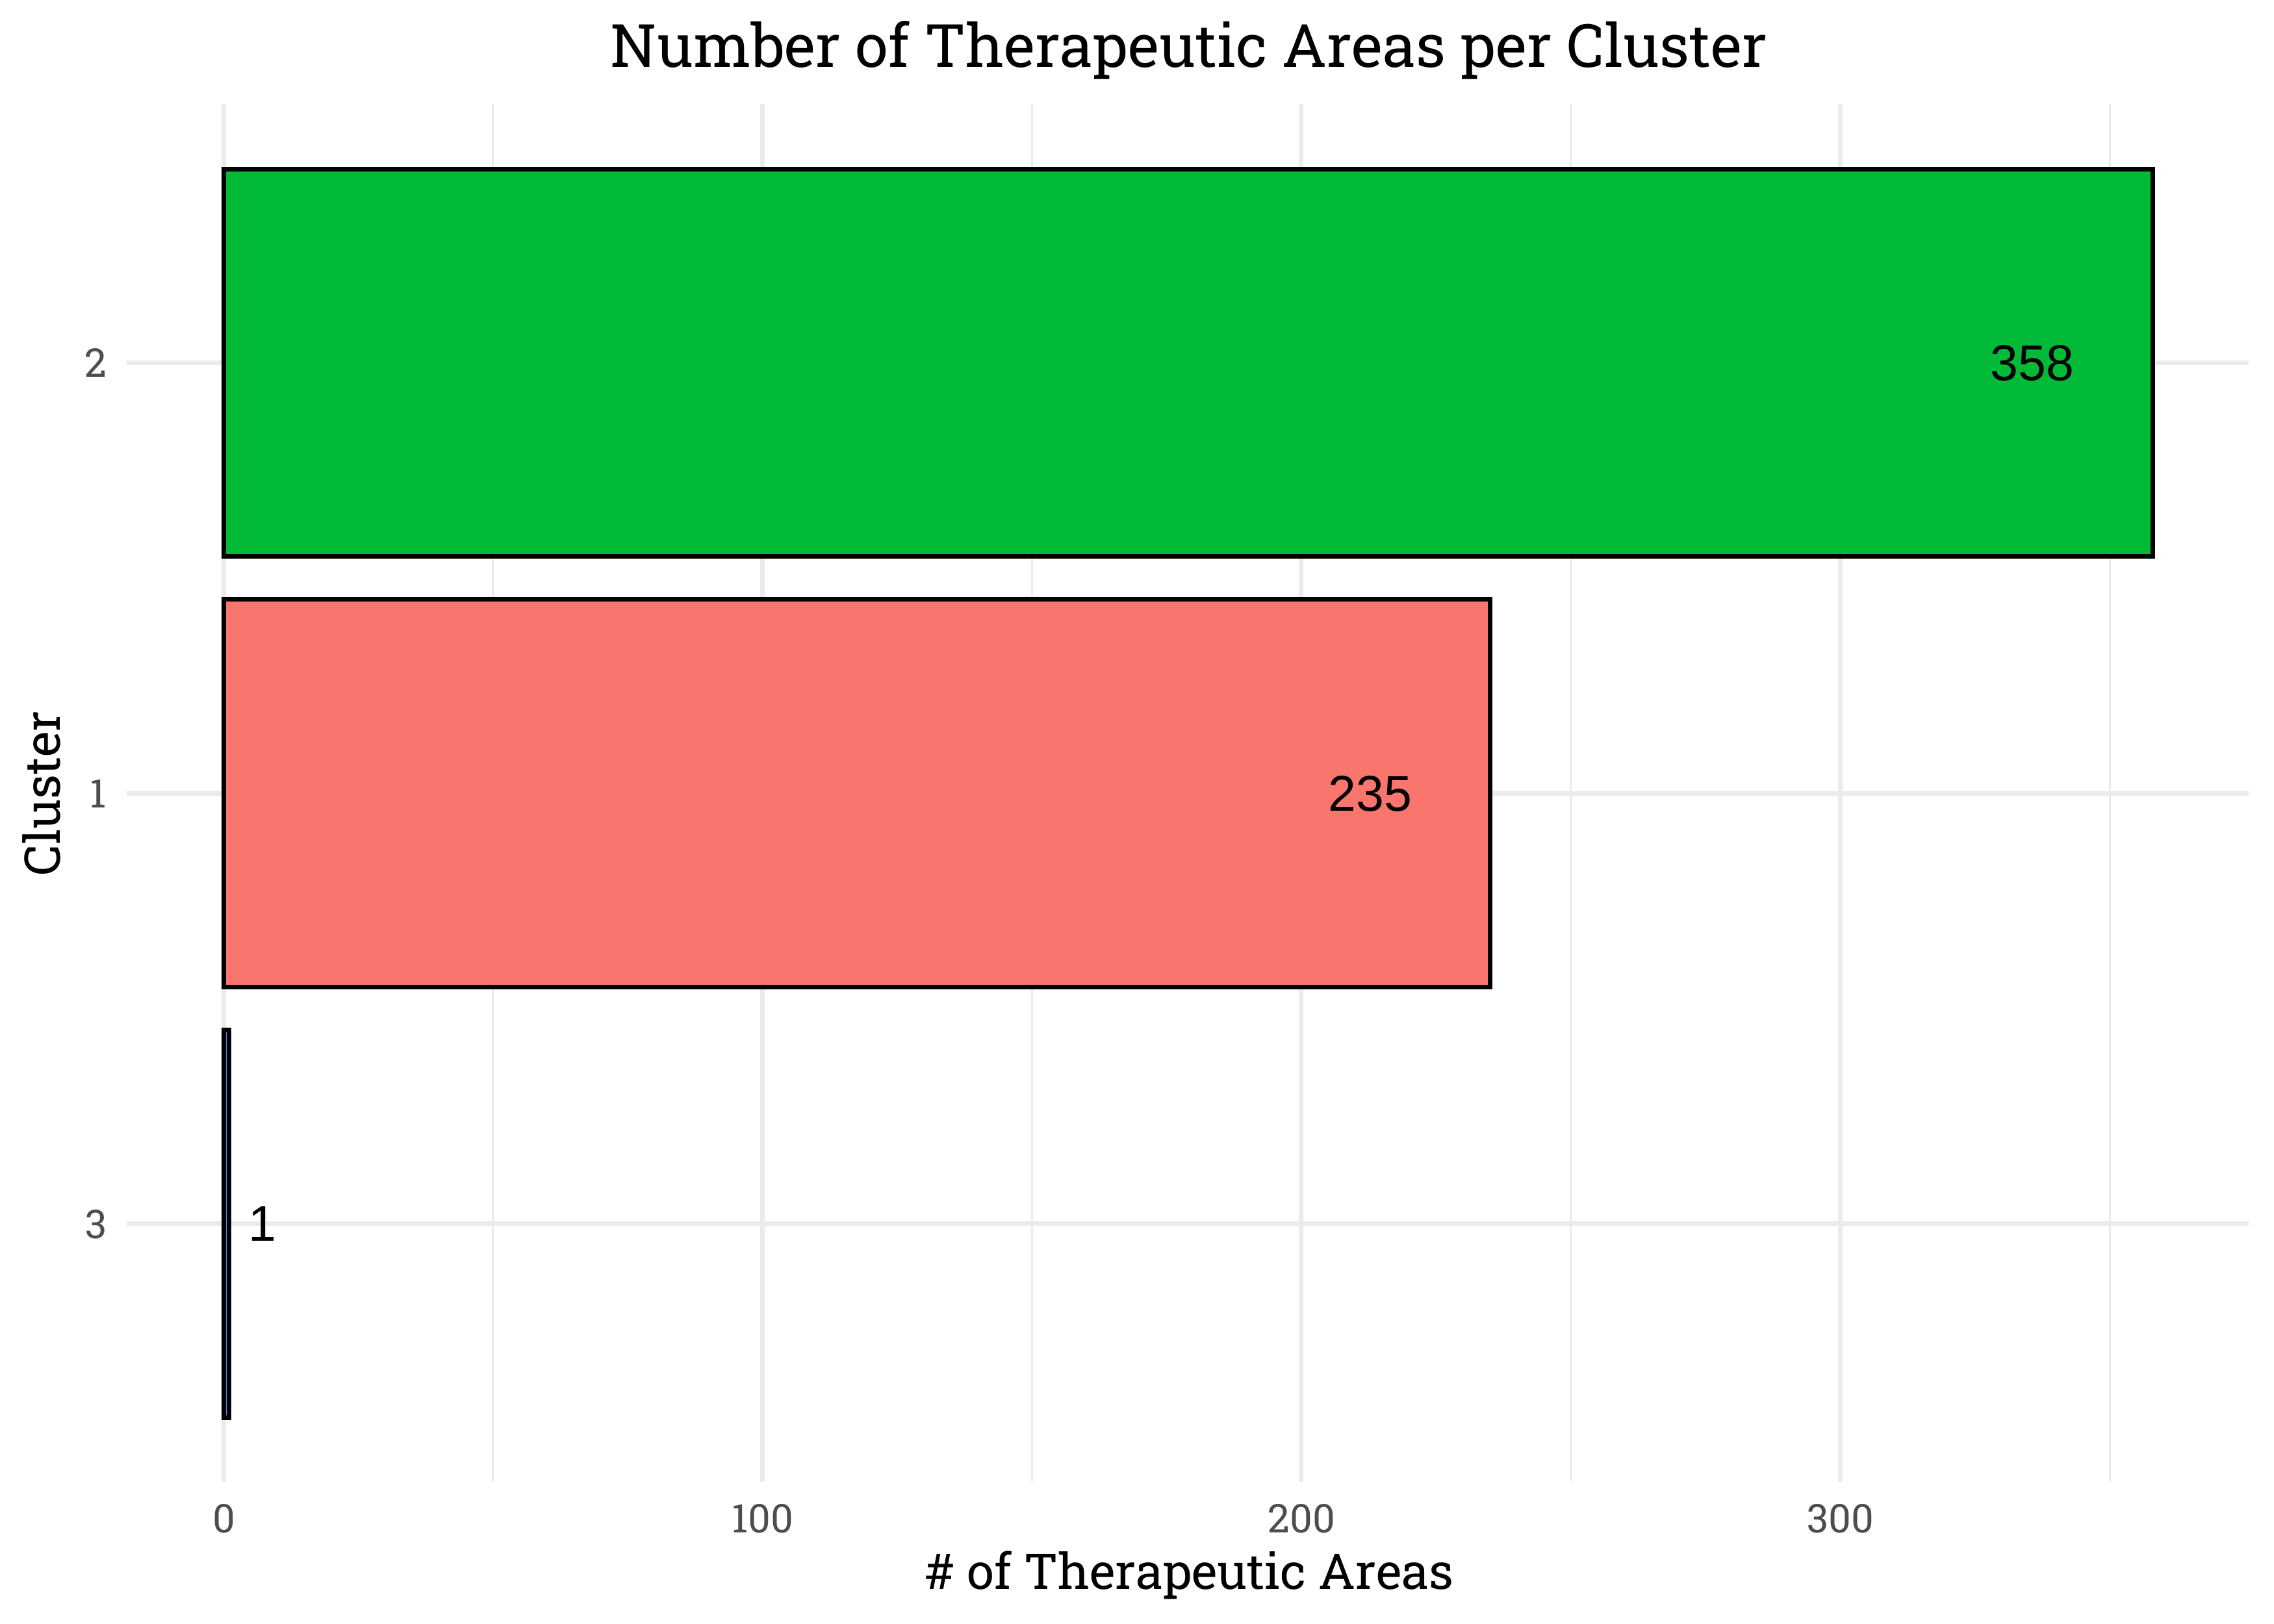 Number of Therapeutic Areas per Cluster
2
358
Cluster
1
235
3
1
0 100 200 300
# of Therapeutic Areas